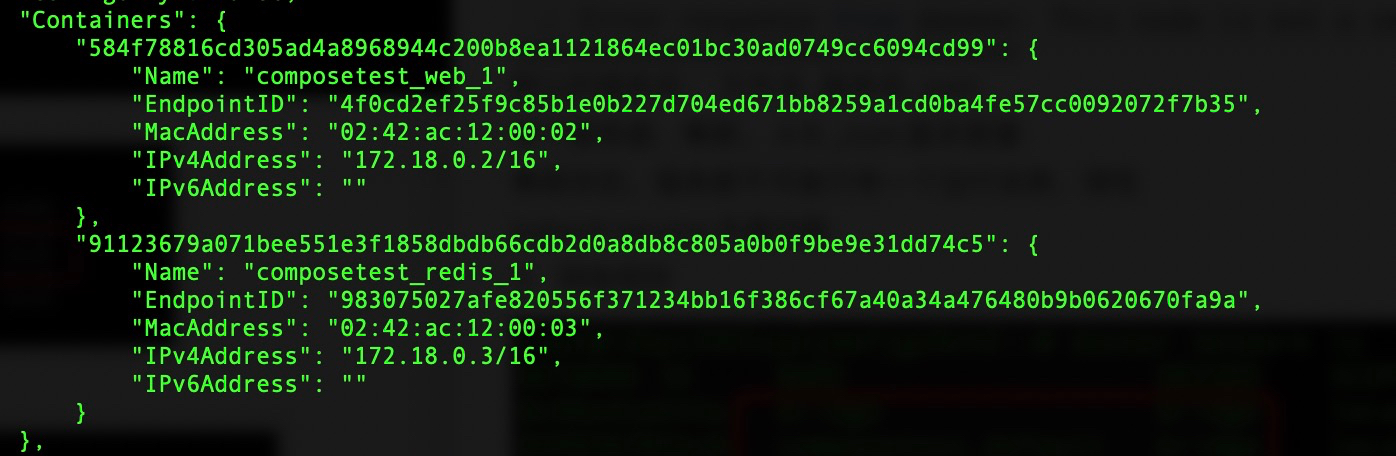 "Containers": {
"584f78816cd305ad4a8968944c200b8ea1121864ec01bc30ad0749cc6094cd99": {
"Name": "composetest_web_1",
"EndpointID": "4f0cd2ef25f9c85b1e0b227d704ed671bb8259a1cd0ba4fe57cc0092072f7b35",
"MacAddress": "02:42:ac:12:00:02",
"IPv4Address": "172.18.0.2/16",
"IPv6Address": ""
},
"91123679a071bee551e3f1858dbdb66cdb2d0a8db8c805a0b0f9be9e31dd74c5": {
"Name": "composetest_redis_1",
"EndpointID": "983075027afe820556f371234bb16f386cf67a40a34a476480b9b0620670fa9a",
"MacAddress": "02:42:ac:12:00:03",
"IPv4Address": "172.18.0.3/16",
"IPv6Address": ""
}
},